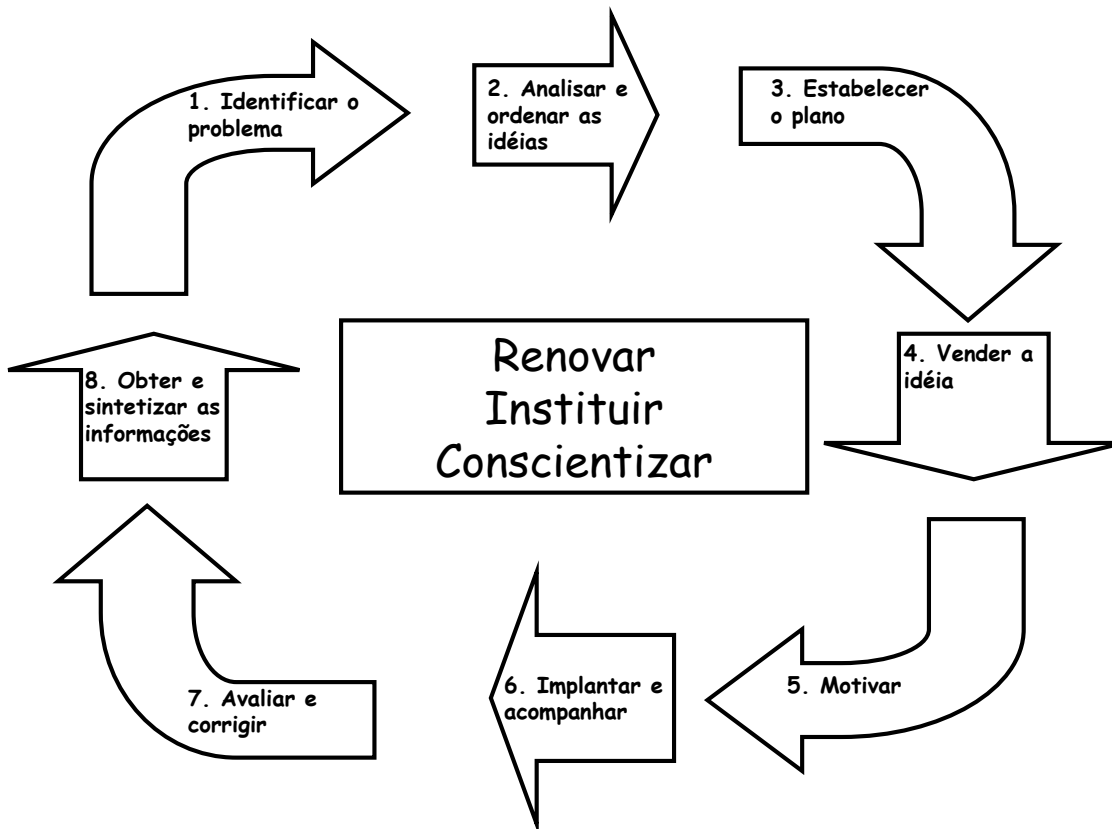 1. Identificar o
problema
2. Analisar e
ordenar as
idéias
3. Estabelecer
o plano
4. Vender a
idéia
5. Motivar
6. Implantar e
acompanhar
7. Avaliar e
corrigir
8. Obter e
sintetizar as
informações
Renovar
Instituir
Conscientizar